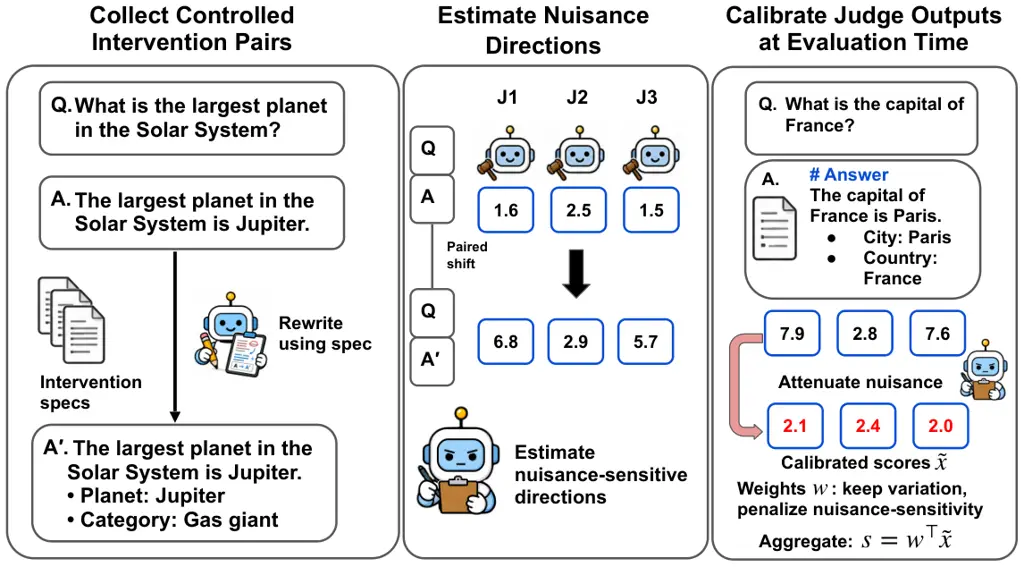 Collect Controlled
Intervention Pairs
Q. What is the largest planet
in the Solar System?
A. The largest planet in the
Solar System is Jupiter.
Intervention
specs
Rewrite
using spec
A′. The largest planet in the
Solar System is Jupiter.
• Planet: Jupiter
• Category: Gas giant
Estimate Nuisance
Directions
J1 J2 J3
Q
A
1.6 2.5 1.5
Paired
shift
Q
A′
6.8 2.9 5.7
Estimate
nuisance-sensitive
directions
Calibrate Judge Outputs
at Evaluation Time
Q. What is the capital of
France?
A. # Answer
The capital of
France is Paris.
● City: Paris
● Country:
France
7.9 2.8 7.6
Attenuate nuisance
2.1 2.4 2.0
Calibrated scores x̃
Weights w : keep variation,
penalize nuisance-sensitivity
Aggregate: s = w⊤x̃